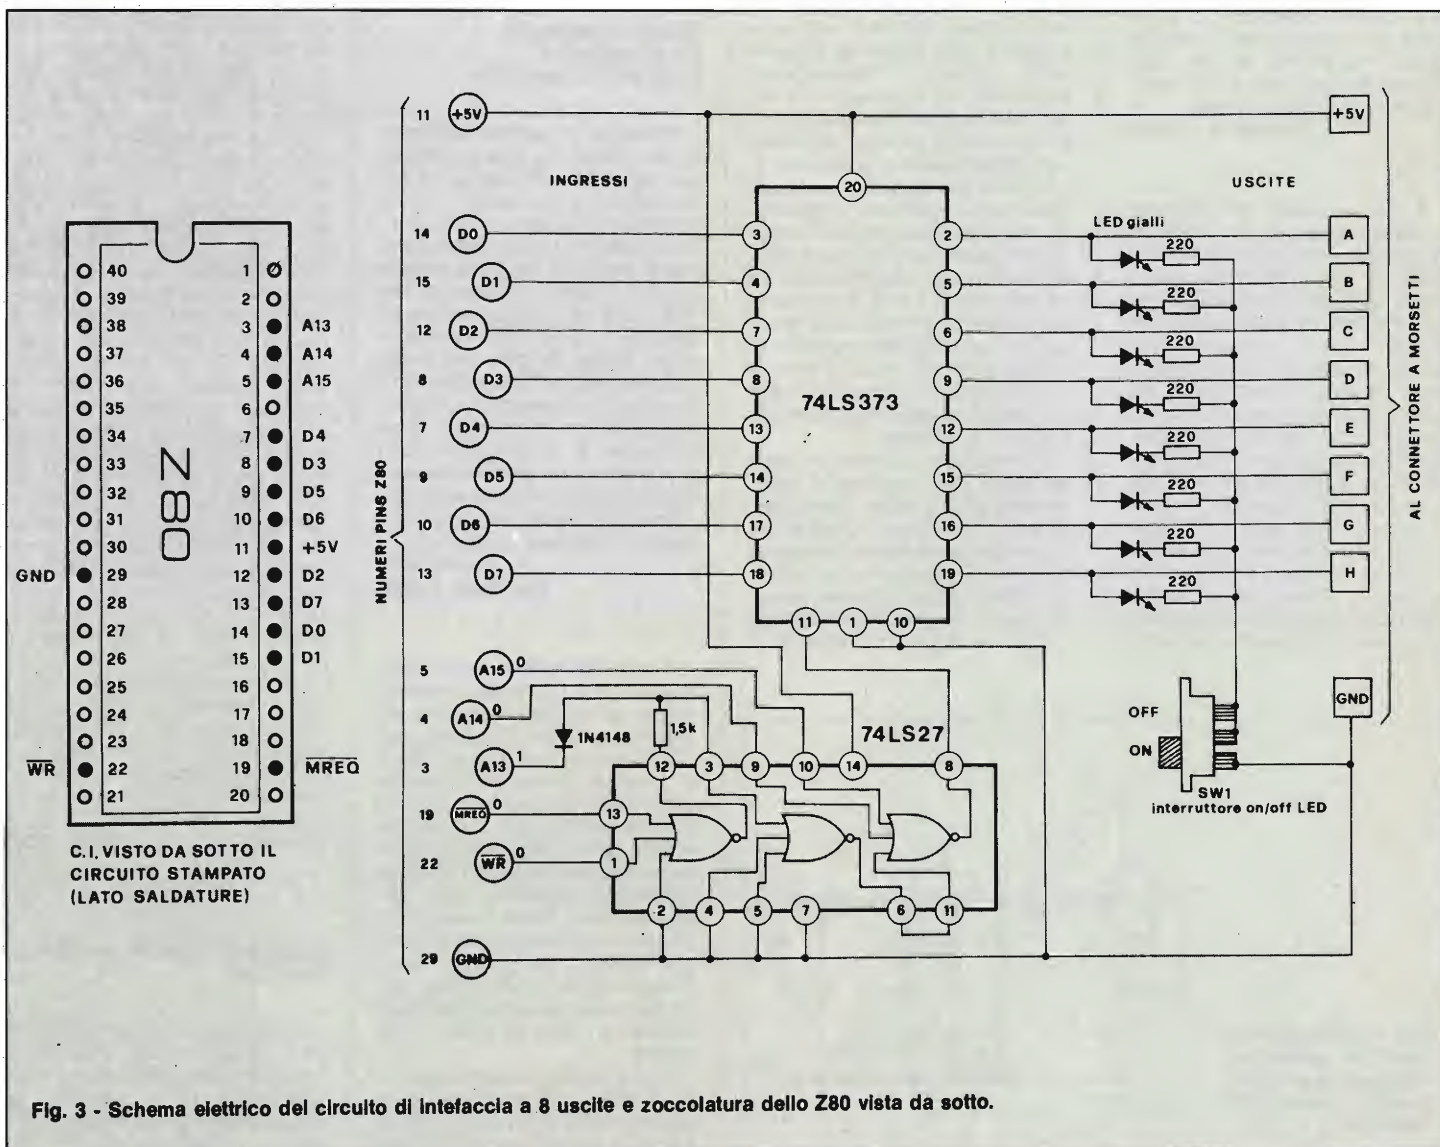 40 1
39 2
38 3 A13
37 4 A14
36 5 A15
35 6
34 7 D4
33 8 D3
32 9 D5
31 10 D6
30 11 +5V
GND 29 12 D2
28 13 D7
27 14 D0
26 15 D1
25 16
24 17
23 18
WR 22 19 MREQ
21 20
Z80
C.I. VISTO DA SOTTO IL
CIRCUITO STAMPATO
(LATO SALDATURE)
NUMERI PINS Z80
11 +5V
INGRESSI
14 D0
15 D1
12 D2
8 D3
7 D4
9 D5
10 D6
13 D7
5 A15 0
4 A14 0
3 A13 1
19 MREQ 0
22 WR 0
29 GND
20
3 2
4 5
7 6
8 9
74LS373
13 12
14 15
17 16
18 19
11 1 10
1N4148
1,5k
74LS27
12 3 9 10 14 8
13
1
2 4 5 7 6 11
USCITE
LED gialli
220
220
220
220
220
220
220
220
+5V
A
B
C
D
E
F
G
H
GND
AL CONNETTORE A MORSETTI
OFF
ON
SW1
interruttore on/off LED
Fig. 3 - Schema elettrico del circuito di intefaccia a 8 uscite e zoccolatura dello Z80 vista da sotto.